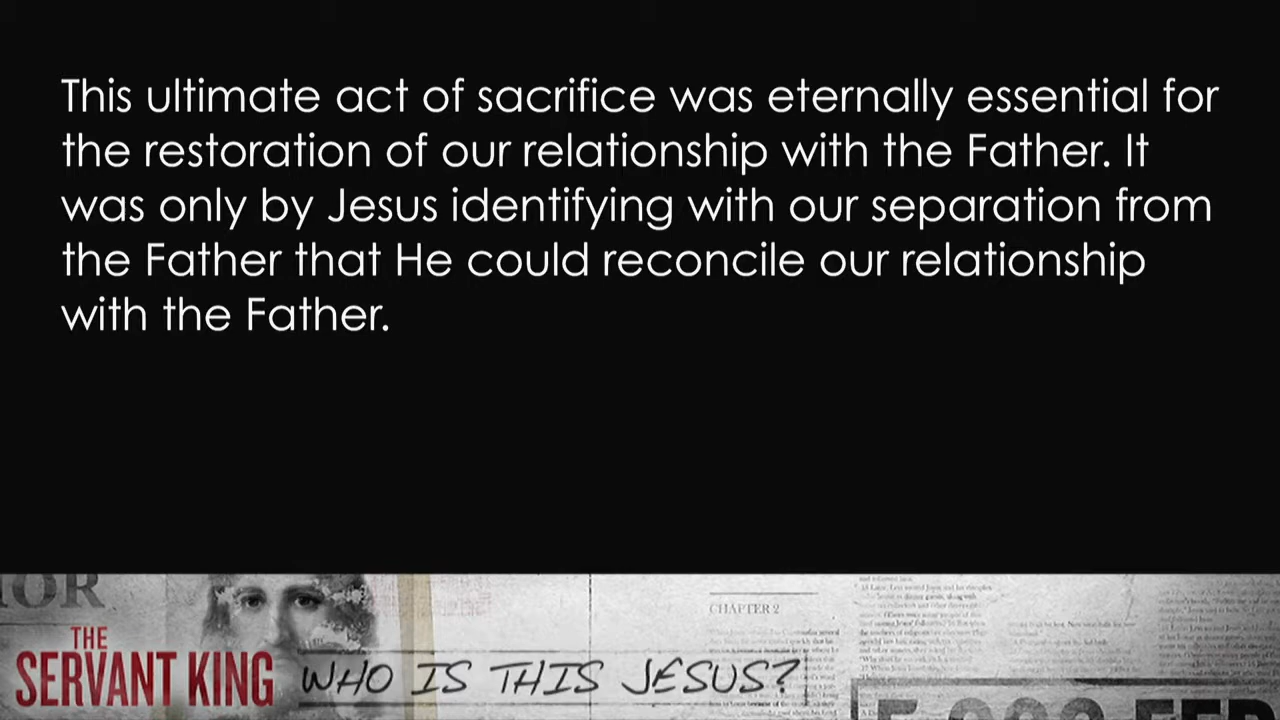 This ultimate act of sacrifice was eternally essential for
the restoration of our relationship with the Father. It
was only by Jesus identifying with our separation from
the Father that He could reconcile our relationship
with the Father.
IOR
CHAPTER 2
THE
SERVANT KING
WHO IS THIS JESUS?